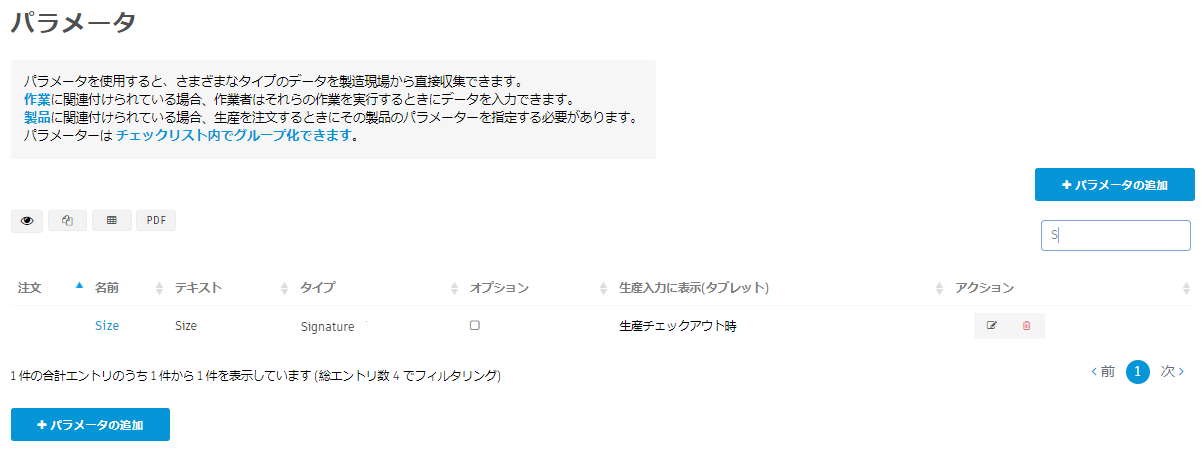 パラメータ
パラメータを使用すると、さまざまなタイプのデータを製造現場から直接収集できます。
作業に関連付けられている場合、作業者はそれらの作業を実行するときにデータを入力できます。
製品に関連付けられている場合、生産を注文するときにその製品のパラメーターを指定する必要があります。
パラメーターは チェックリスト内でグループ化できます。
+ パラメータの追加
PDF
S
注文 名前 テキスト タイプ オプション 生産入力に表示(タブレット) アクション
Size Size Signature 生産チェックアウト時
1 件の合計エントリのうち 1 件から 1 件を表示しています (総エントリ数 4 でフィルタリング)
< 前 1 次 >
+ パラメータの追加